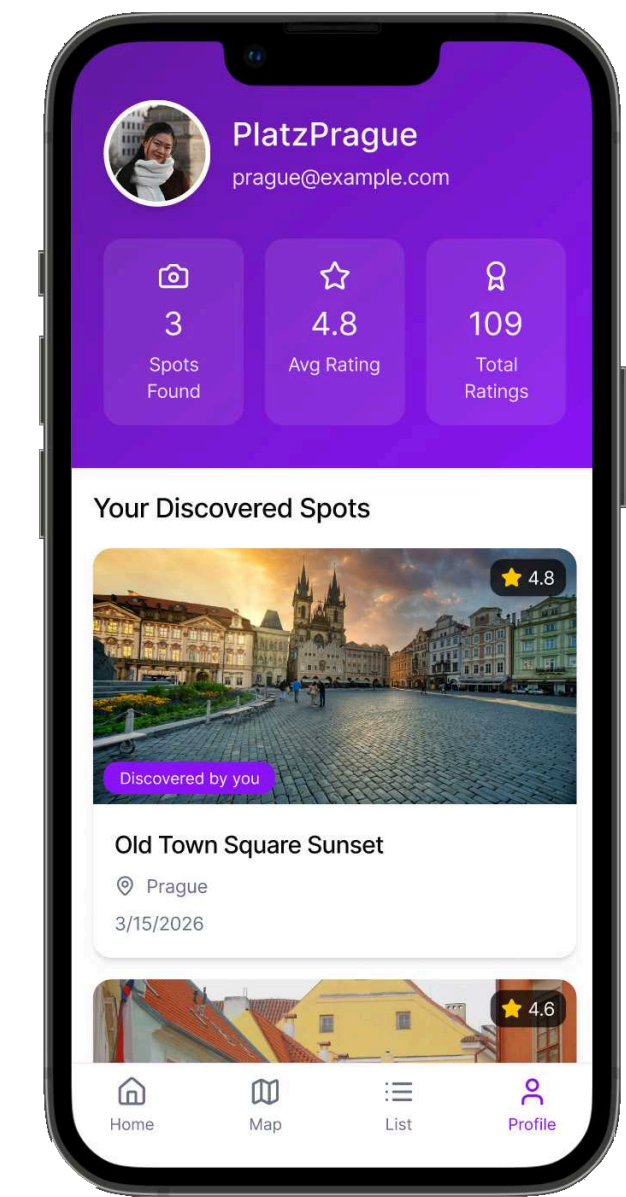 PlatzPrague
prague@example.com
3
Spots
Found
4.8
Avg Rating
109
Total
Ratings
Your Discovered Spots
4.8
Discovered by you
Old Town Square Sunset
Prague
3/15/2026
4.6
Home
Map
List
Profile